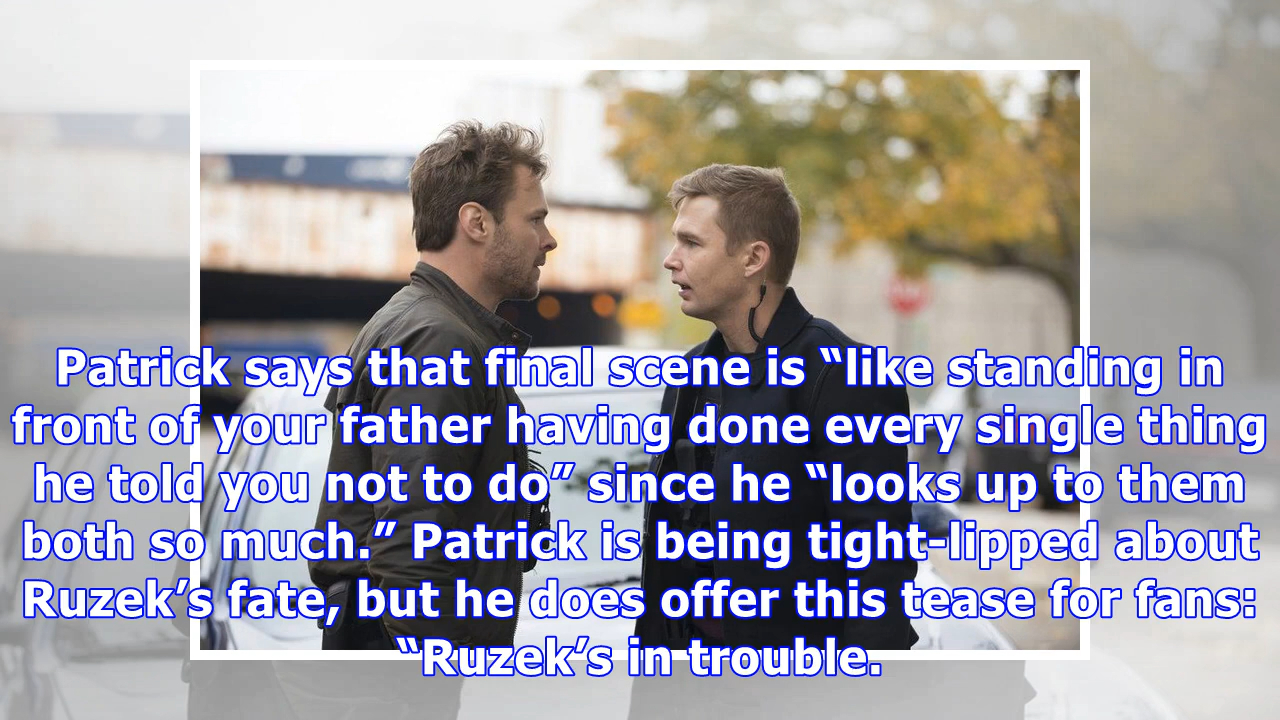 Patrick says that final scene is “like standing in
front of your father having done every single thing
he told you not to do” since he “looks up to them
both so much.” Patrick is being tight-lipped about
Ruzek’s fate, but he does offer this tease for fans:
“Ruzek’s in trouble.